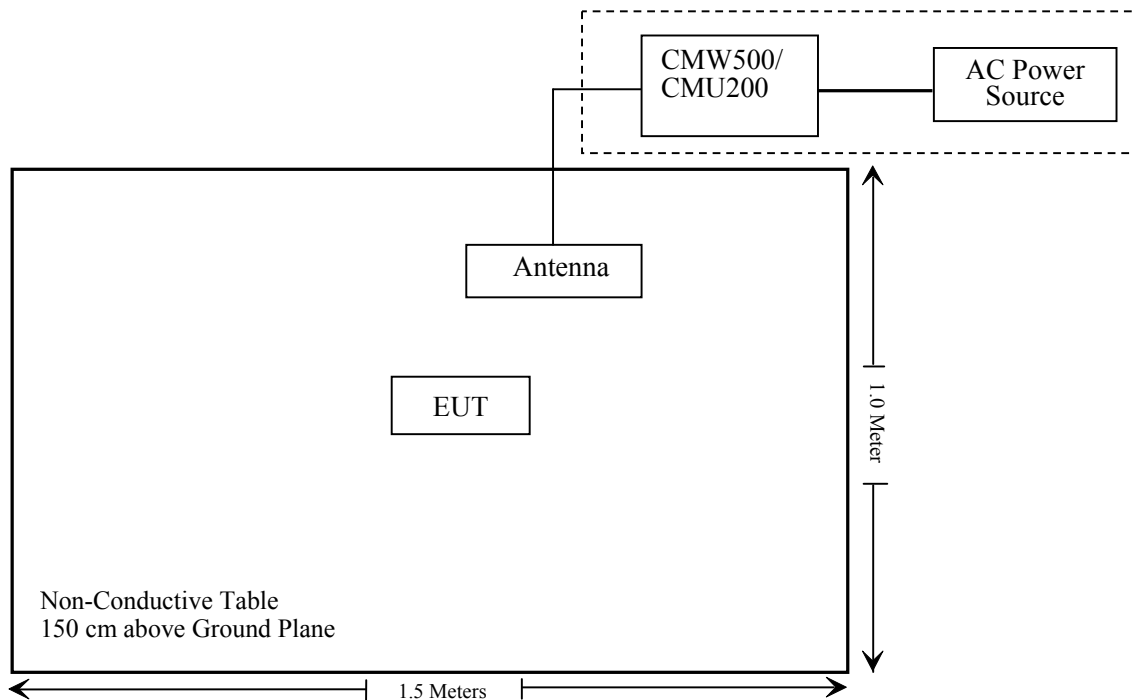 CMW500/
CMU200
AC Power
Source
Antenna
EUT
1.0 Meter
Non-Conductive Table
150 cm above Ground Plane
1.5 Meters